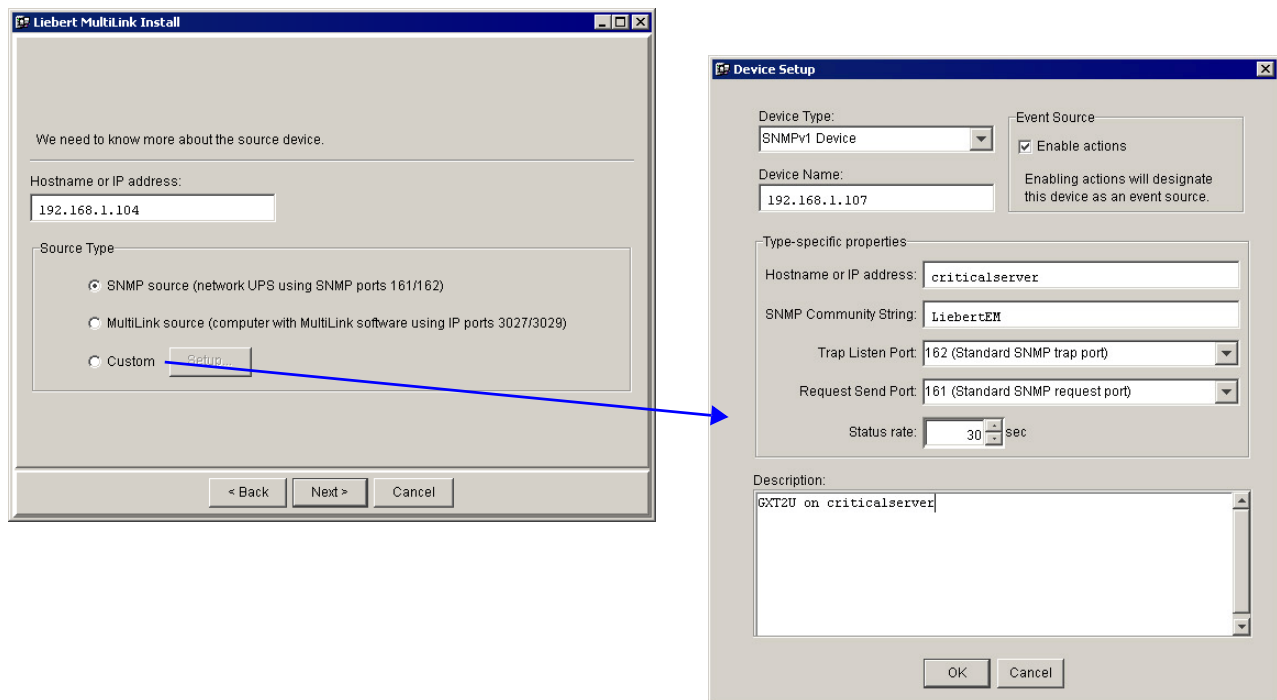 Liebert MultiLink Install
We need to know more about the source device.
Hostname or IP address:
192.168.1.104
Source Type
SNMP source (network UPS using SNMP ports 161/162)
MultiLink source (computer with MultiLink software using IP ports 3027/3029)
Custom Setup...
< Back Next > Cancel
Device Setup
Device Type:
SNMPv1 Device
Event Source
Enable actions
Enabling actions will designate
this device as an event source.
Device Name:
192.168.1.107
Type-specific properties
Hostname or IP address: criticalserver
SNMP Community String: LiebertEM
Trap Listen Port: 162 (Standard SNMP trap port)
Request Send Port: 161 (Standard SNMP request port)
Status rate: 30 sec
Description:
GXT2U on criticalserver
OK Cancel